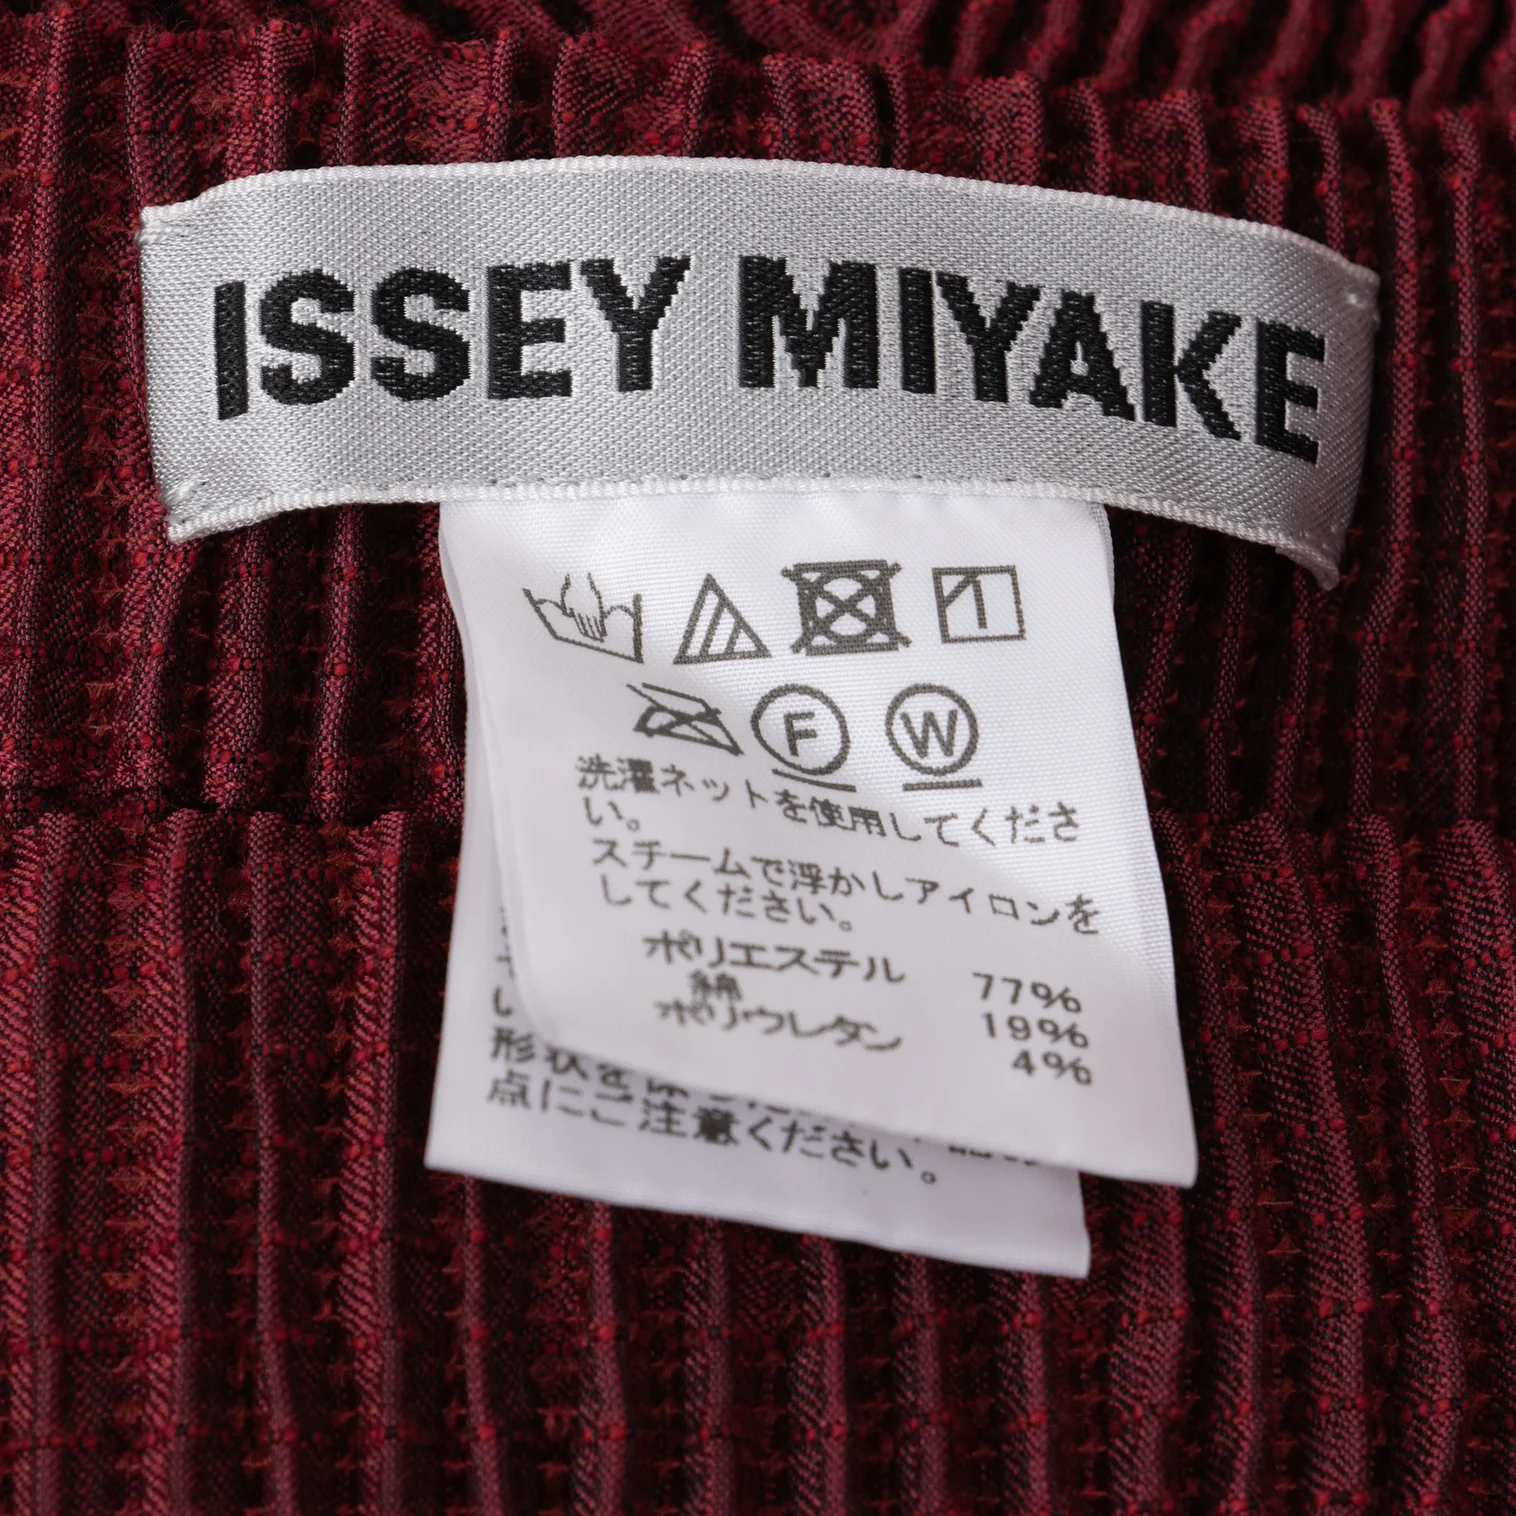 ISSEY MIYAKE
F W
洗濯ネットを使用してくださ
い。
スチームで浮かしアイロンを
してください。
ポリエステル 77%
綿 19%
ポリウレタン 4%
い
形状を保
点にご注意ください。